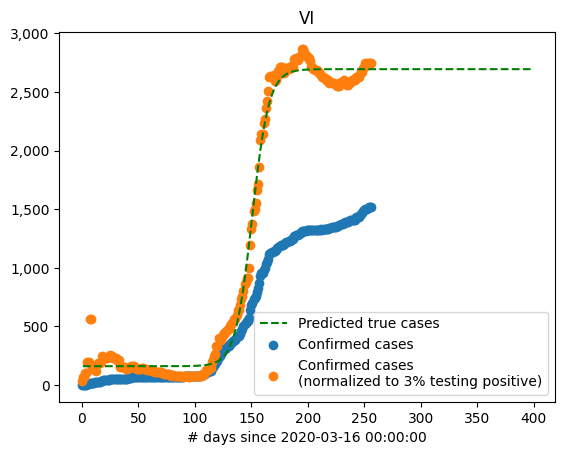 VI
3,000
2,500
2,000
1,500
1,000
500
0
Predicted true cases
Confirmed cases
Confirmed cases
(normalized to 3% testing positive)
0 50 100 150 200 250 300 350 400
# days since 2020-03-16 00:00:00